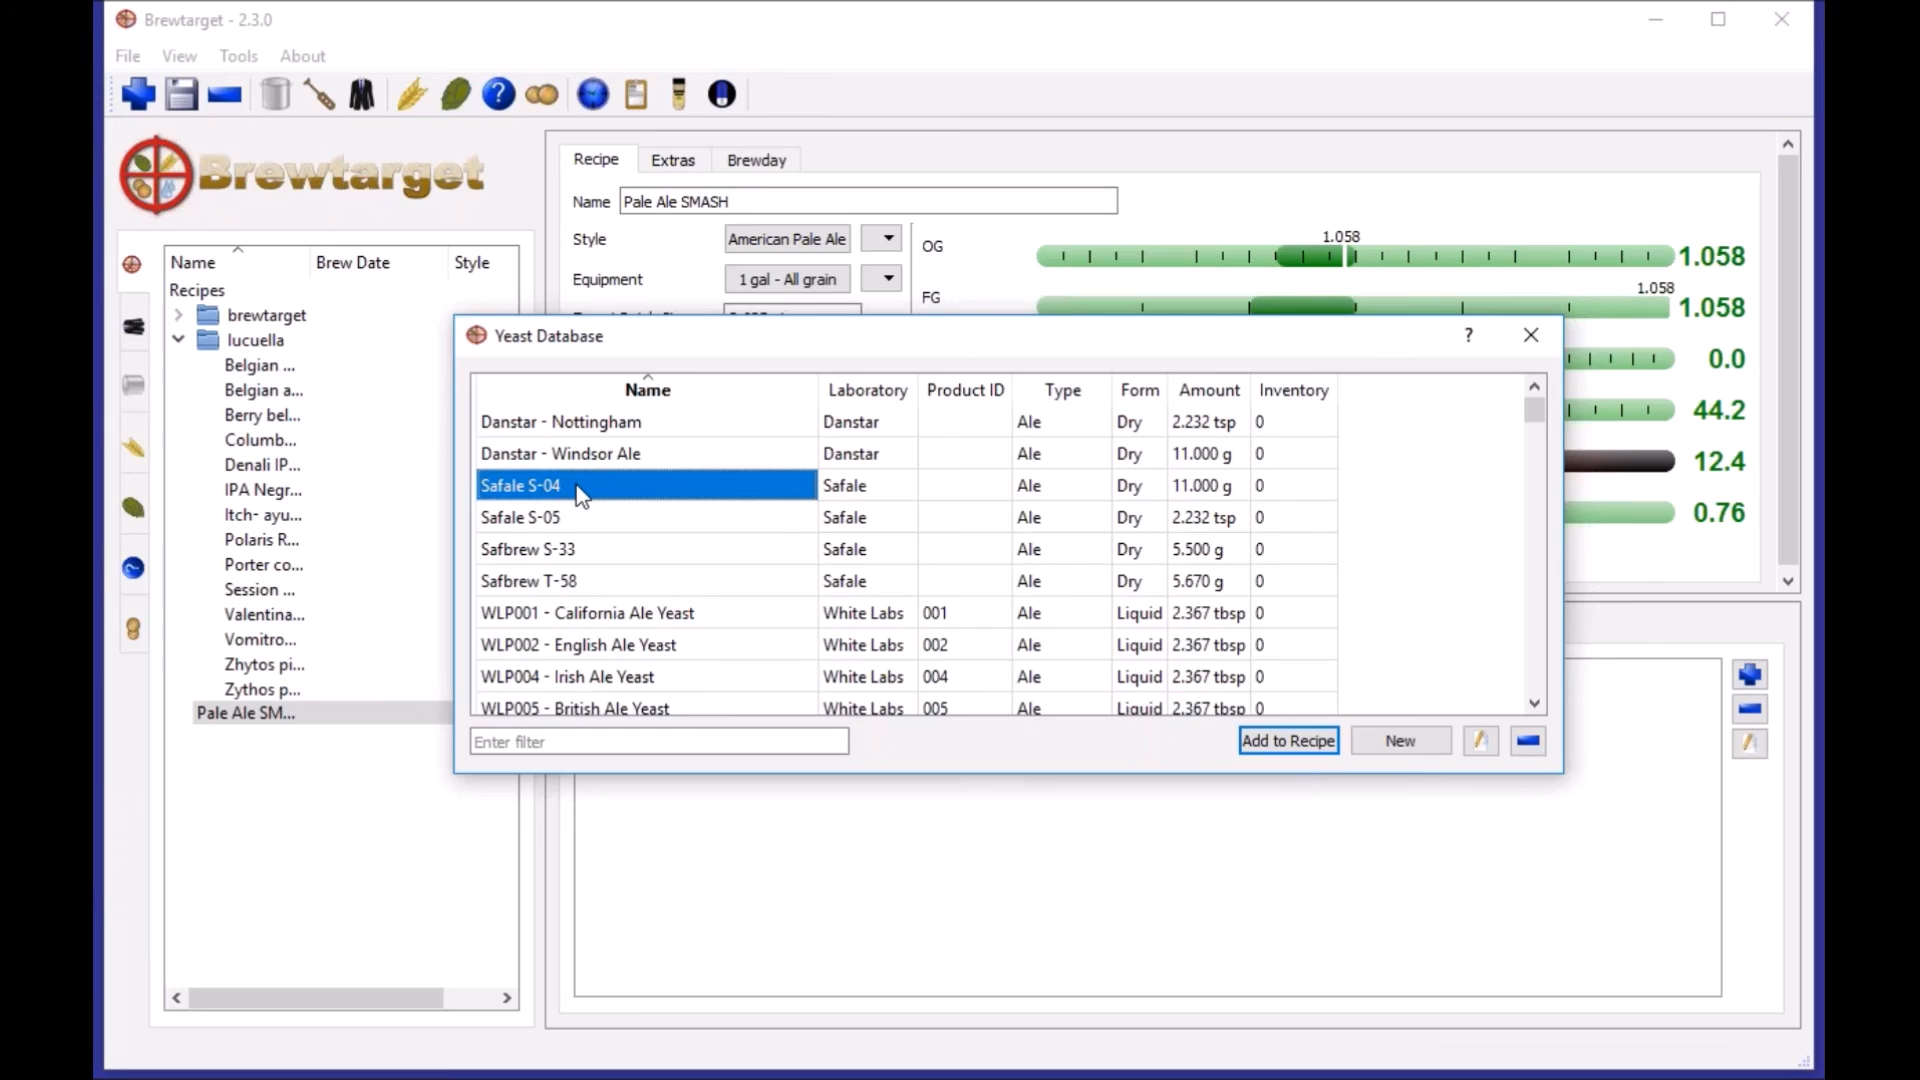 Brewtarget - 2.3.0
File View Tools About
Brewtarget
Recipe Extras Brewday
Name Pale Ale SMASH
Style American Pale Ale
Equipment 1 gal - All grain
OG 1.058 1.058
FG 1.058 1.058
0.0
44.2
12.4
0.76
Name Brew Date Style
Recipes
brewtarget
lucuella
Belgian ...
Belgian a...
Berry bel...
Columb...
Denali IP...
IPA Negr...
Itch- ayu...
Polaris R...
Porter co...
Session ...
Valentina...
Vomitro...
Zhytos pi...
Zythos p...
Pale Ale SM...
Yeast Database ?
Name Laboratory Product ID Type Form Amount Inventory
Danstar - Nottingham Danstar Ale Dry 2.232 tsp 0
Danstar - Windsor Ale Danstar Ale Dry 11.000 g 0
Safale S-04 Safale Ale Dry 11.000 g 0
Safale S-05 Safale Ale Dry 2.232 tsp 0
Safbrew S-33 Safale Ale Dry 5.500 g 0
Safbrew T-58 Safale Ale Dry 5.670 g 0
WLP001 - California Ale Yeast White Labs 001 Ale Liquid 2.367 tbsp 0
WLP002 - English Ale Yeast White Labs 002 Ale Liquid 2.367 tbsp 0
WLP004 - Irish Ale Yeast White Labs 004 Ale Liquid 2.367 tbsp 0
WLP005 - British Ale Yeast White Labs 005 Ale Liquid 2.367 tbsp 0
Enter filter
Add to Recipe New